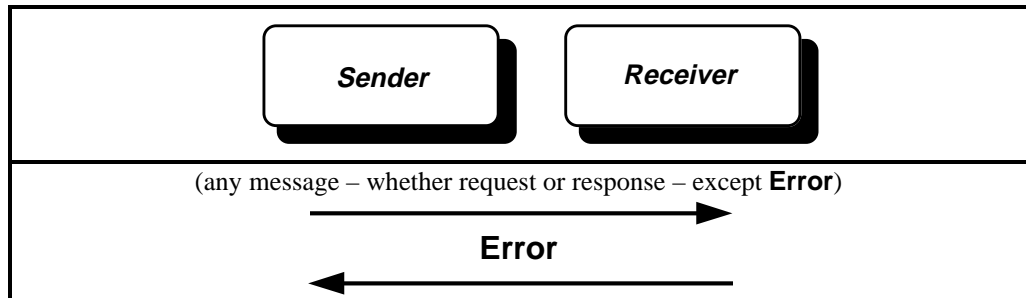 Sender Receiver
(any message – whether request or response – except Error)
Error